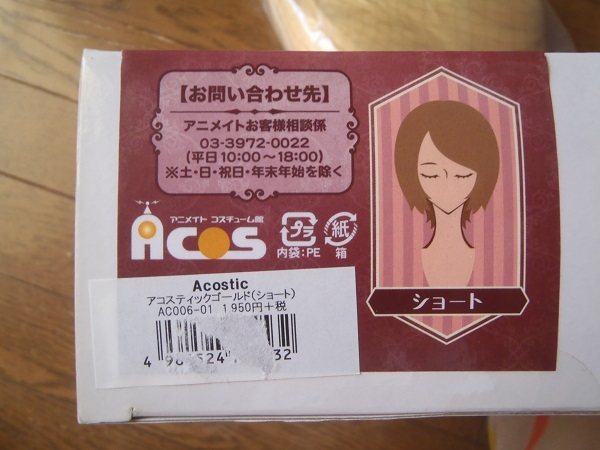 【お問い合わせ先】
アニメイトお客様相談係
03-3972-0022
(平日10:00～18:00)
※土・日・祝日・年末年始を除く
アニメイト コスチューム館
ACOS
プラ
内袋:PE
紙
箱
ショート
Acostic
アコスティックゴールド(ショート)
AC006-01 1,950円+税